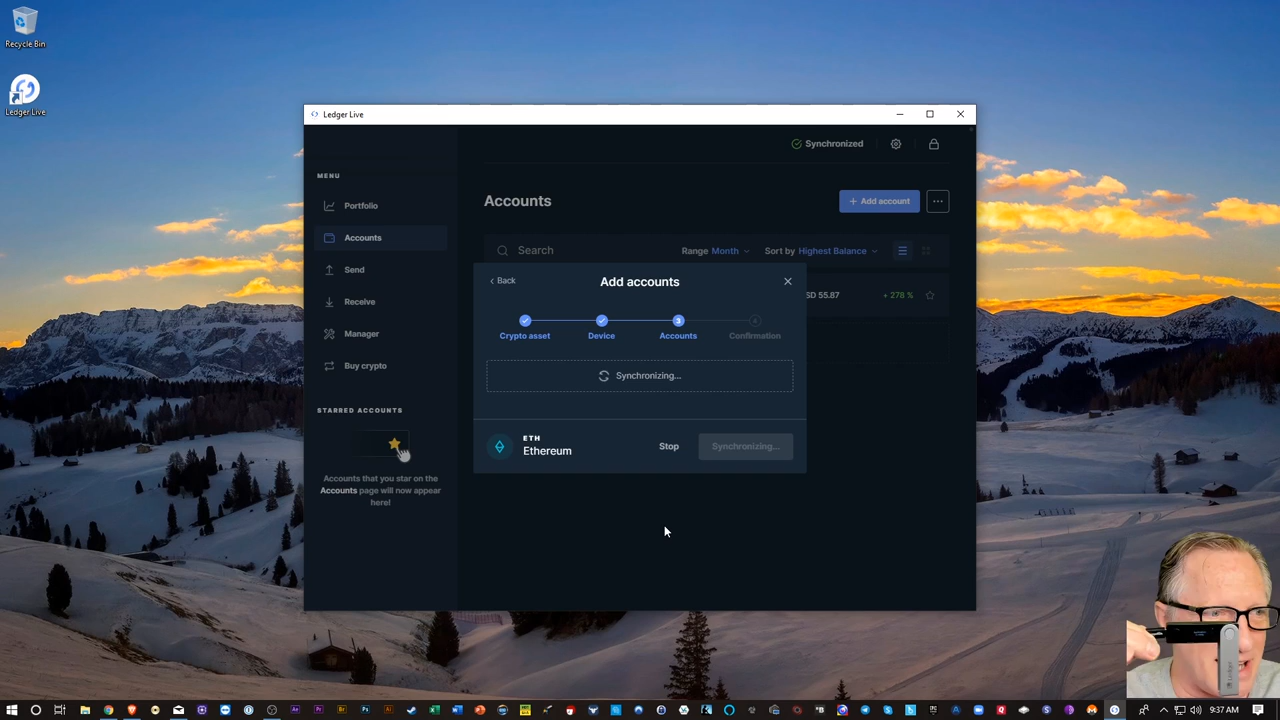 Recycle Bin
Ledger Live
Ledger Live
Synchronized
MENU
Portfolio
Accounts
Send
Receive
Manager
Buy crypto
STARRED ACCOUNTS
Accounts that you star on the
Accounts page will now appear
here!
Accounts
+ Add account
Search
Range Month
Sort by Highest Balance
SD 55.87
+ 278 %
Back
Add accounts
3
4
Crypto asset
Device
Accounts
Confirmation
Synchronizing...
ETH
Ethereum
Stop
Synchronizing...
9:37 AM